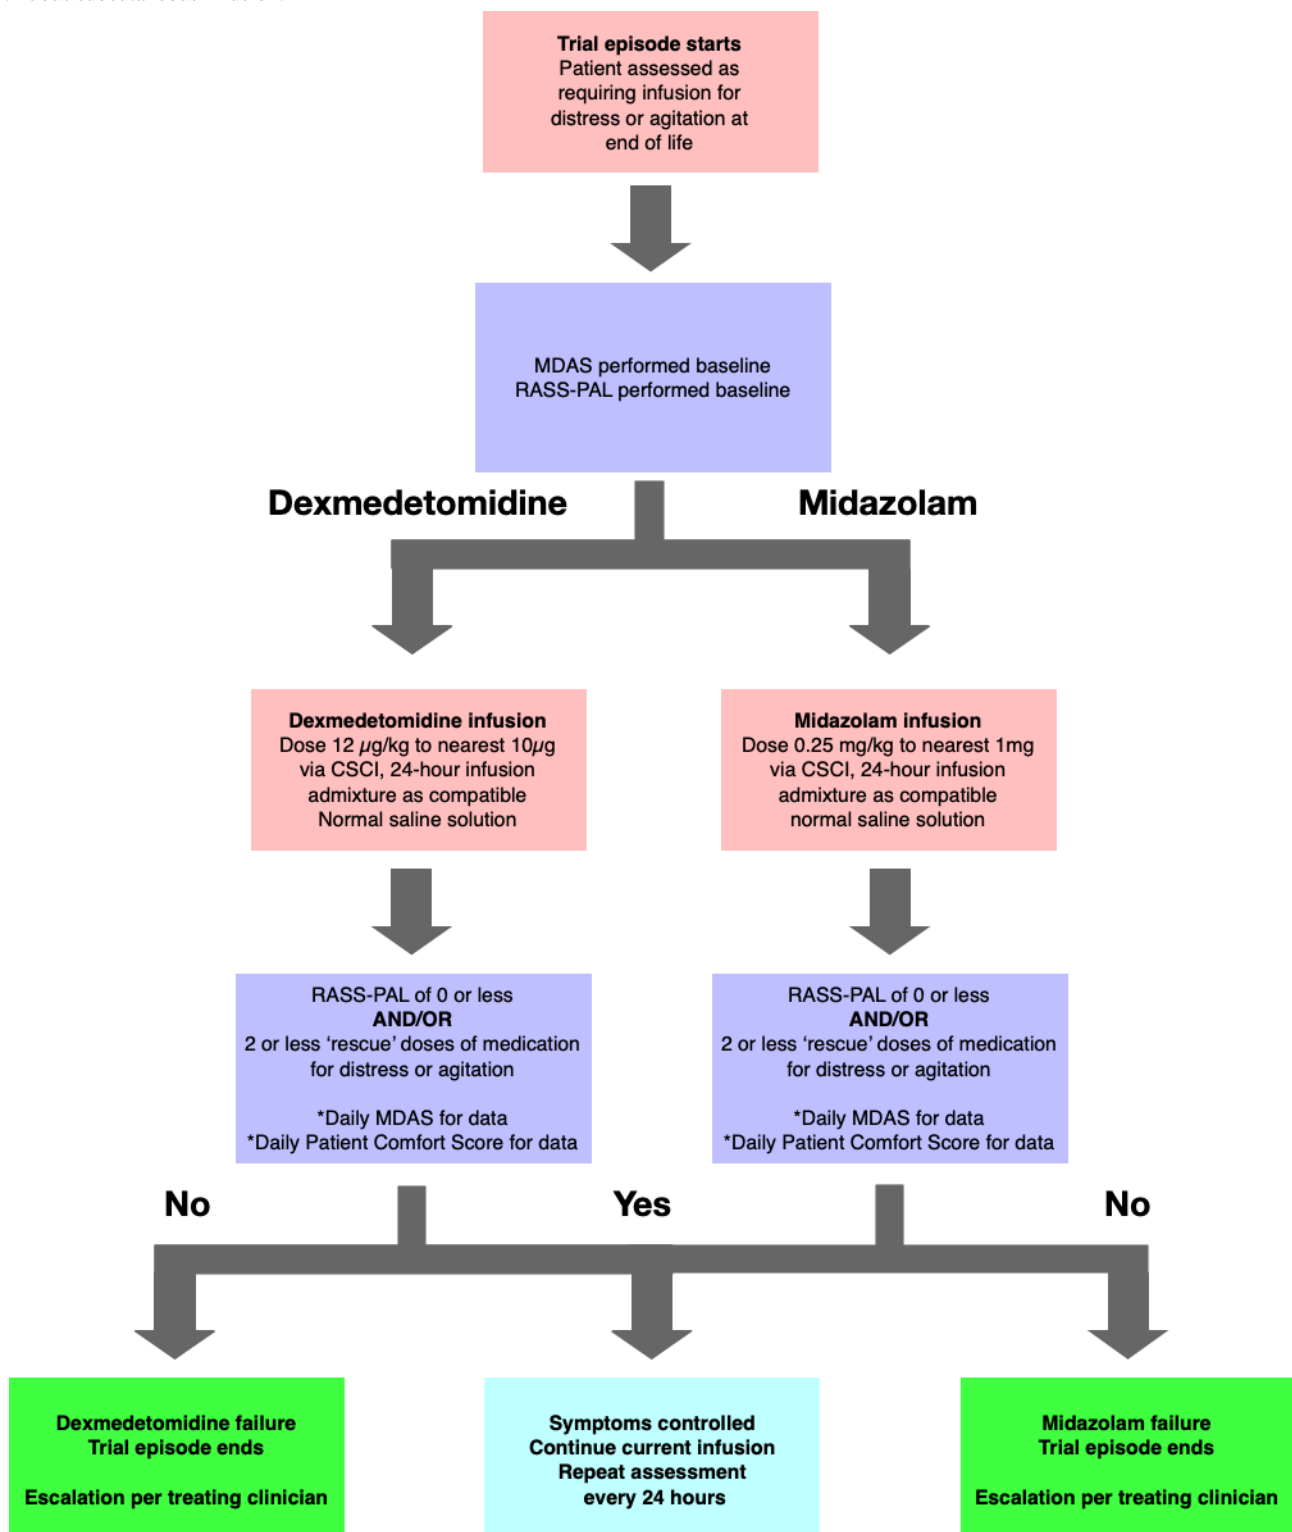 Trial episode starts
Patient assessed as
requiring infusion for
distress or agitation at
end of life
MDAS performed baseline
RASS-PAL performed baseline
Dexmedetomidine
Midazolam
Dexmedetomidine infusion
Dose 12 µg/kg to nearest 10µg
via CSCI, 24-hour infusion
admixture as compatible
Normal saline solution
Midazolam infusion
Dose 0.25 mg/kg to nearest 1mg
via CSCI, 24-hour infusion
admixture as compatible
normal saline solution
RASS-PAL of 0 or less
AND/OR
2 or less ‘rescue’ doses of medication
for distress or agitation
*Daily MDAS for data
*Daily Patient Comfort Score for data
RASS-PAL of 0 or less
AND/OR
2 or less ‘rescue’ doses of medication
for distress or agitation
*Daily MDAS for data
*Daily Patient Comfort Score for data
No
Yes
No
Dexmedetomidine failure
Trial episode ends
Escalation per treating clinician
Symptoms controlled
Continue current infusion
Repeat assessment
every 24 hours
Midazolam failure
Trial episode ends
Escalation per treating clinician